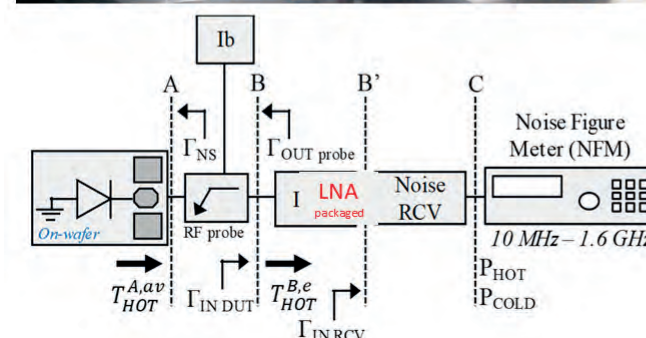 Ib
A
B
B'
C
Γ_NS
Γ_OUT probe
Noise Figure
Meter (NFM)
I
LNA
packaged
Noise
RCV
On-wafer
RF probe
10 MHz – 1.6 GHz
T_HOT^A,av
Γ_IN DUT
T_HOT^B,e
Γ_IN RCV
P_HOT
P_COLD